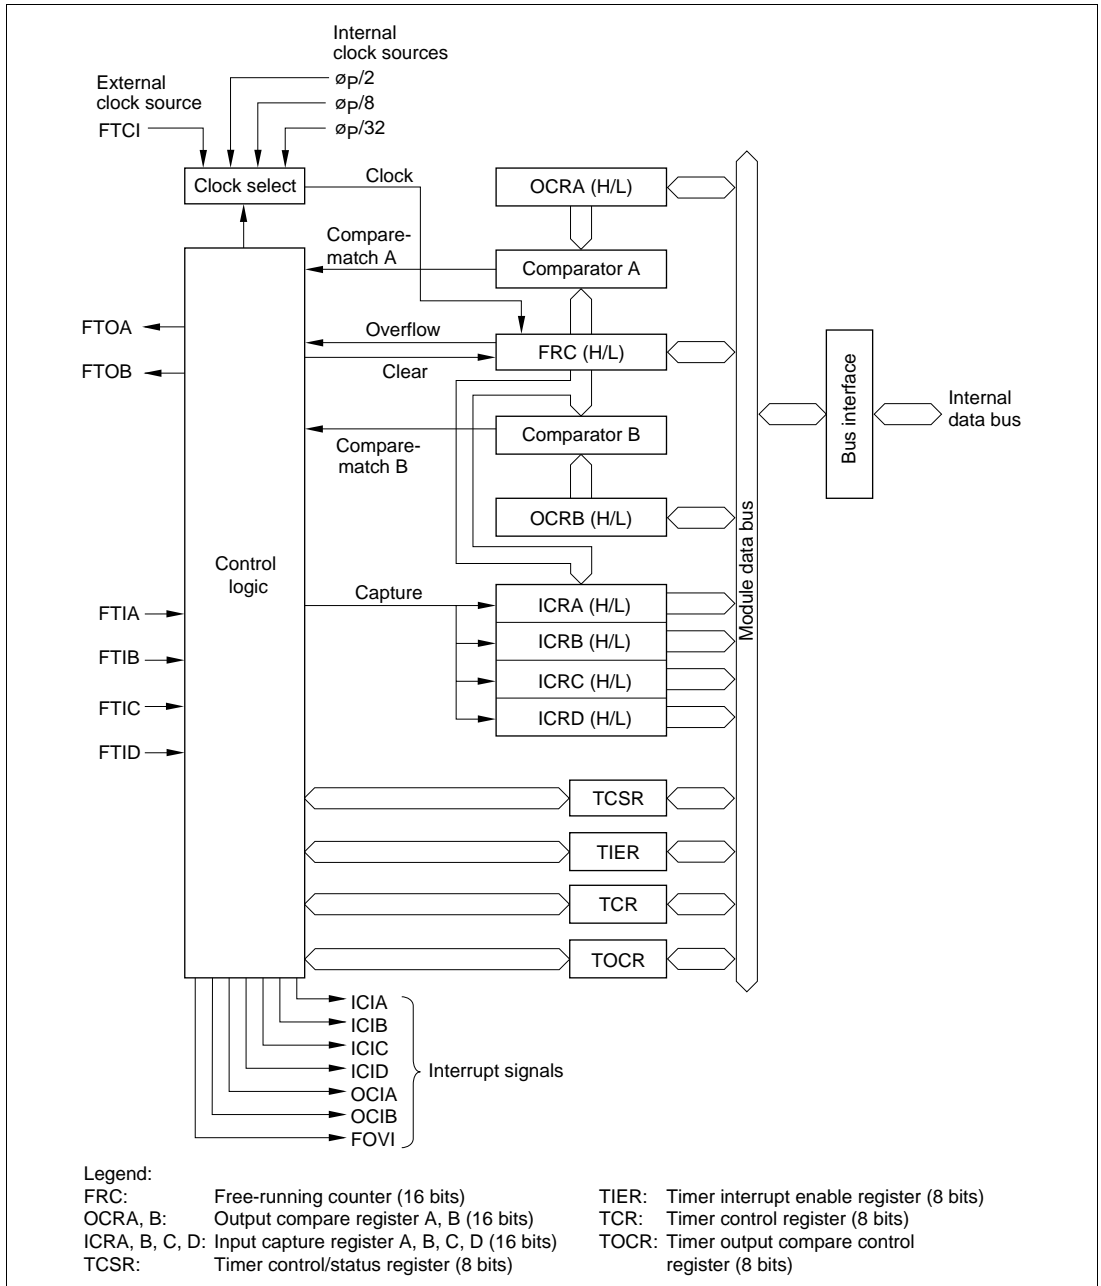 Internal
clock sources
External
clock source
øP/2
øP/8
øP/32
FTCI
Clock select
Clock
OCRA (H/L)
Compare-
match A
Comparator A
FTOA
Overflow
FRC (H/L)
FTOB
Clear
Bus interface
Internal
data bus
Comparator B
Compare-
match B
OCRB (H/L)
Module data bus
Control
logic
Capture
FTIA
ICRA (H/L)
ICRB (H/L)
FTIB
ICRC (H/L)
FTIC
ICRD (H/L)
FTID
TCSR
TIER
TCR
TOCR
ICIA
ICIB
ICIC
ICID
Interrupt signals
OCIA
OCIB
FOVI
Legend:
FRC: Free-running counter (16 bits)
OCRA, B: Output compare register A, B (16 bits)
ICRA, B, C, D: Input capture register A, B, C, D (16 bits)
TCSR: Timer control/status register (8 bits)
TIER: Timer interrupt enable register (8 bits)
TCR: Timer control register (8 bits)
TOCR: Timer output compare control
register (8 bits)